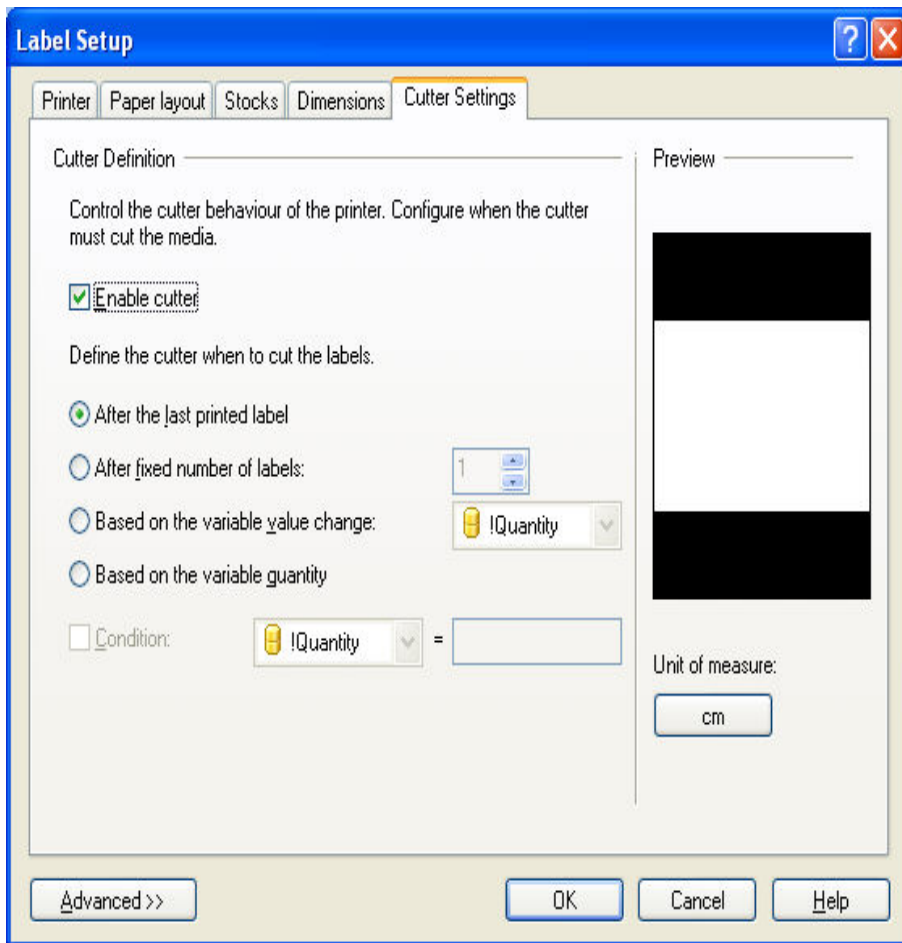 Label Setup
Printer
Paper layout
Stocks
Dimensions
Cutter Settings
Cutter Definition
Control the cutter behaviour of the printer. Configure when the cutter
must cut the media.
Enable cutter
Define the cutter when to cut the labels.
After the last printed label
After fixed number of labels:
1
Based on the variable value change:
!Quantity
Based on the variable quantity
Condition:
!Quantity
=
Preview
Unit of measure:
cm
Advanced >>
OK
Cancel
Help